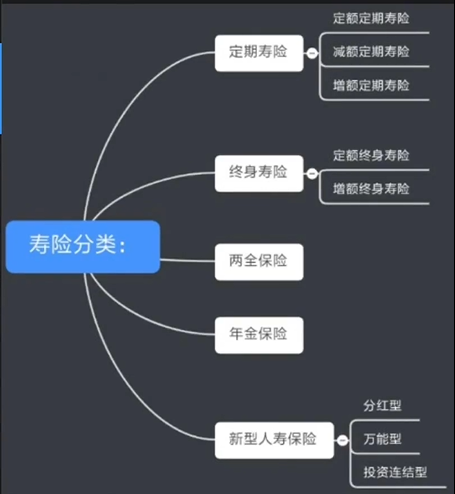 寿险分类：
定期寿险
定额定期寿险
减额定期寿险
增额定期寿险
终身寿险
定额终身寿险
增额终身寿险
两全保险
年金保险
新型人寿保险
分红型
万能型
投资连结型